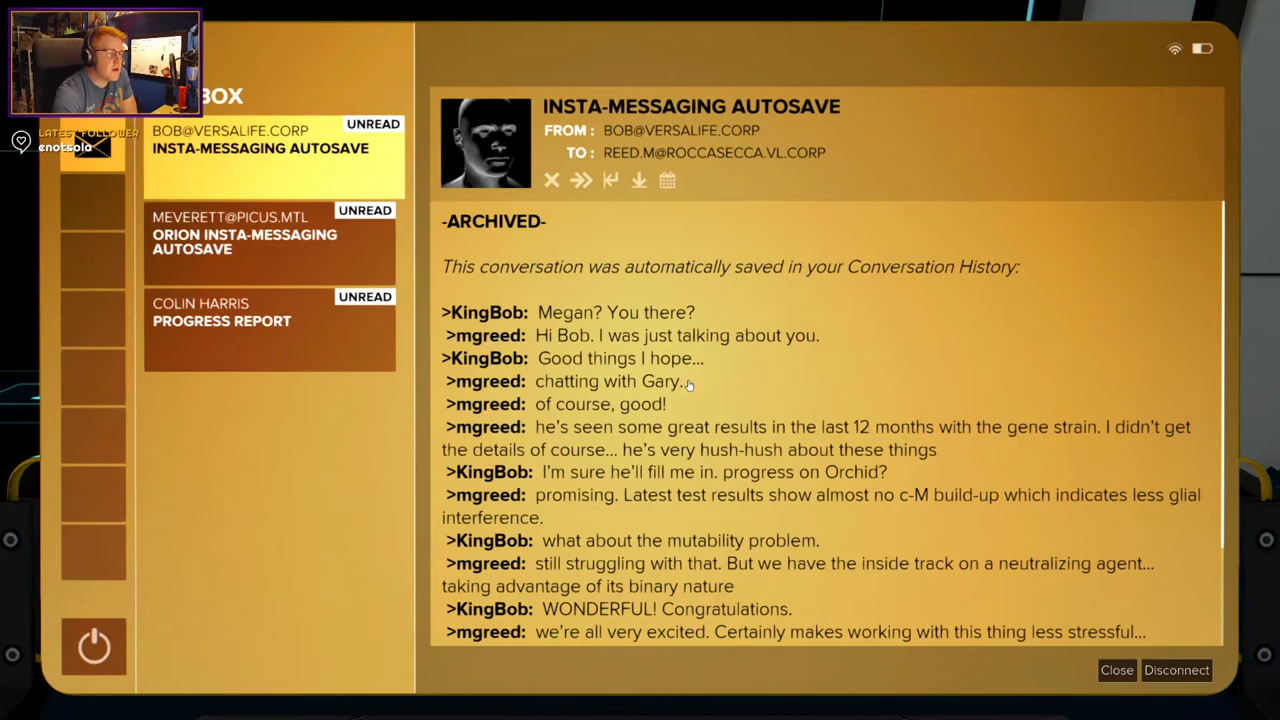 BOX
LATEST FOLLOWER
enotsola
BOB@VERSALIFE.CORP
UNREAD
INSTA-MESSAGING AUTOSAVE
MEVERETT@PICUS.MTL
UNREAD
ORION INSTA-MESSAGING
AUTOSAVE
COLIN HARRIS
UNREAD
PROGRESS REPORT
INSTA-MESSAGING AUTOSAVE
FROM : BOB@VERSALIFE.CORP
TO : REED.M@ROCCASECCA.VL.CORP
-ARCHIVED-
This conversation was automatically saved in your Conversation History:
>KingBob: Megan? You there?
>mgreed: Hi Bob. I was just talking about you.
>KingBob: Good things I hope...
>mgreed: chatting with Gary..
>mgreed: of course, good!
>mgreed: he's seen some great results in the last 12 months with the gene strain. I didn't get
the details of course... he's very hush-hush about these things
>KingBob: I'm sure he'll fill me in. progress on Orchid?
>mgreed: promising. Latest test results show almost no c-M build-up which indicates less glial
interference.
>KingBob: what about the mutability problem.
>mgreed: still struggling with that. But we have the inside track on a neutralizing agent...
taking advantage of its binary nature
>KingBob: WONDERFUL! Congratulations.
>mgreed: we're all very excited. Certainly makes working with this thing less stressful...
Close
Disconnect